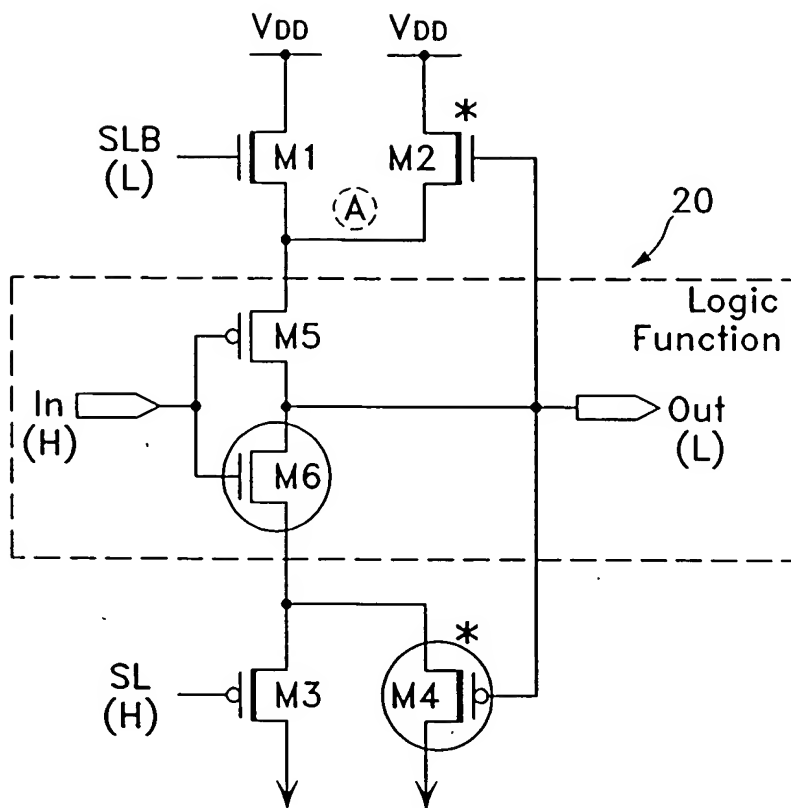 VDD
VDD
SLB
(L)
M1
M2
*
A
20
Logic
Function
M5
In
(H)
Out
(L)
M6
SL
(H)
M3
M4
*